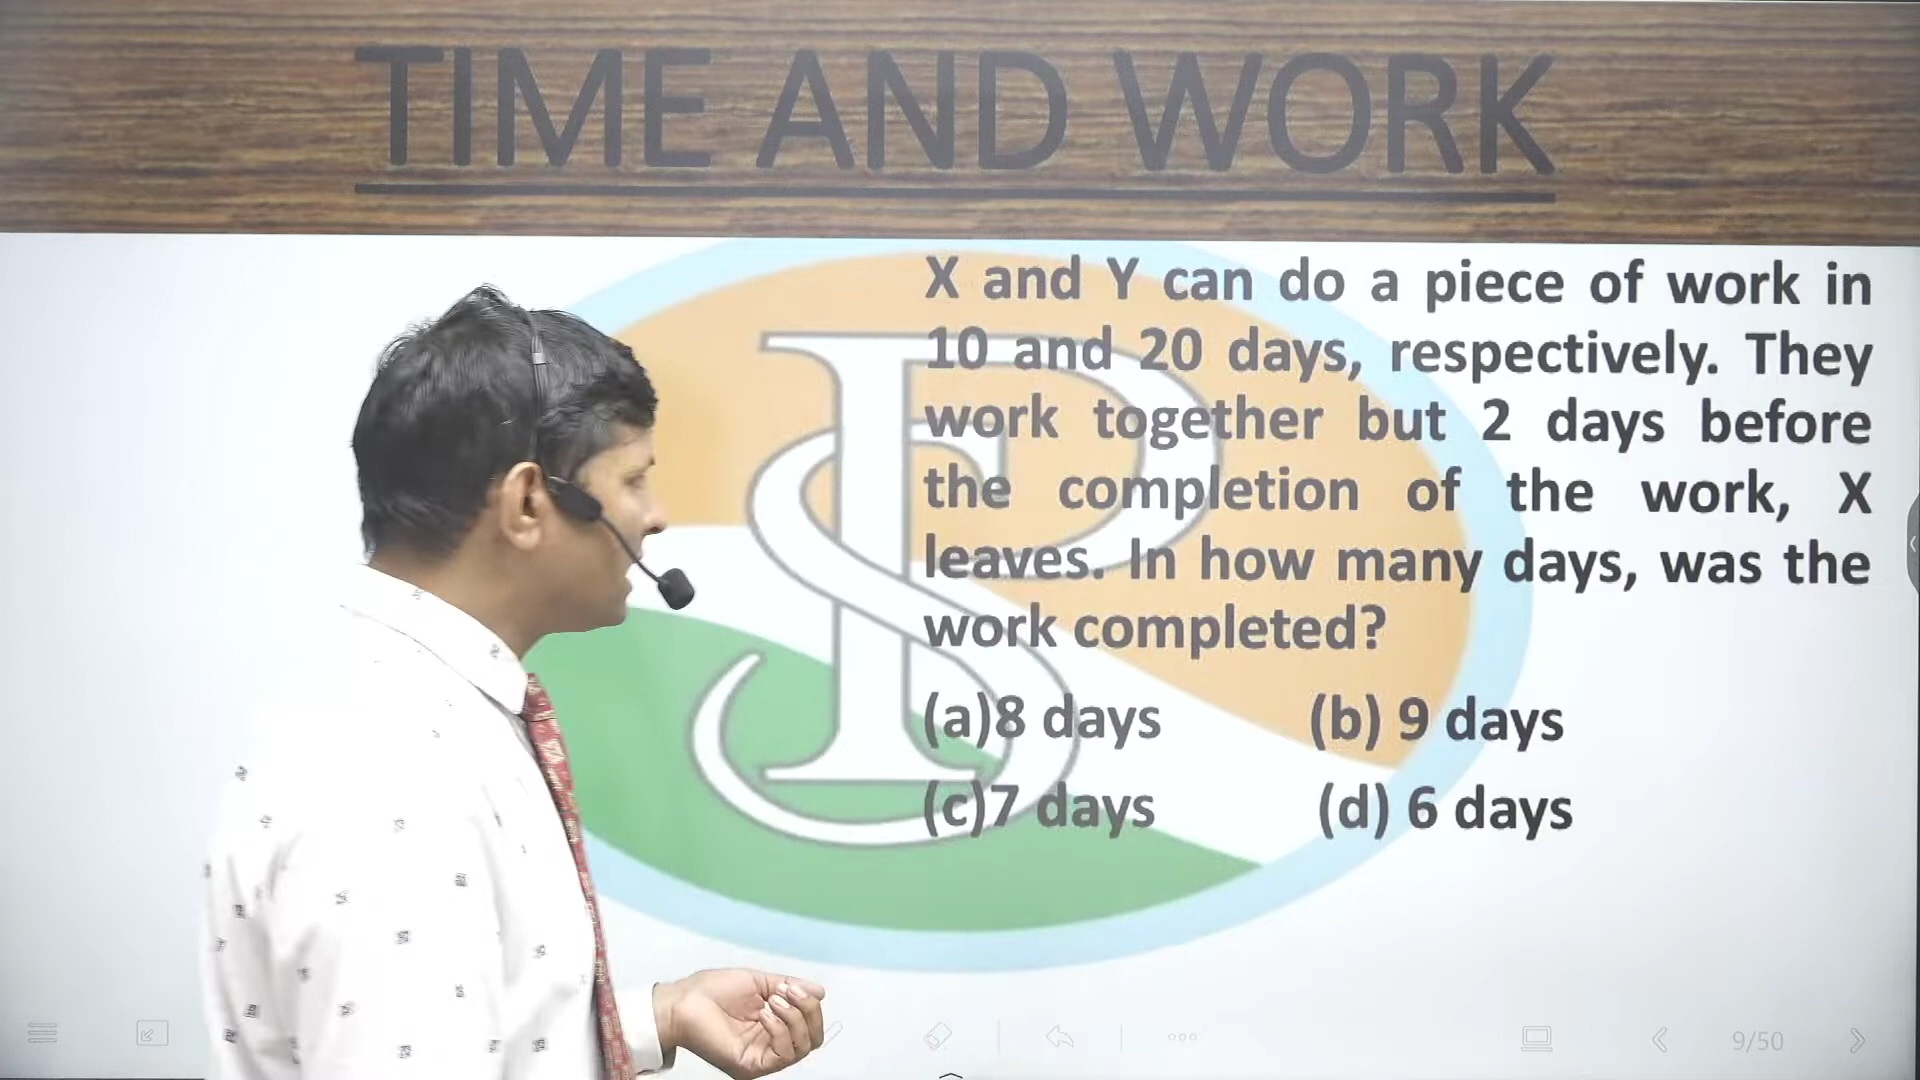 TIME AND WORK
X and Y can do a piece of work in
10 and 20 days, respectively. They
work together but 2 days before
the completion of the work, X
leaves. In how many days, was the
work completed?
(a)8 days (b) 9 days
(c)7 days (d) 6 days
9/50